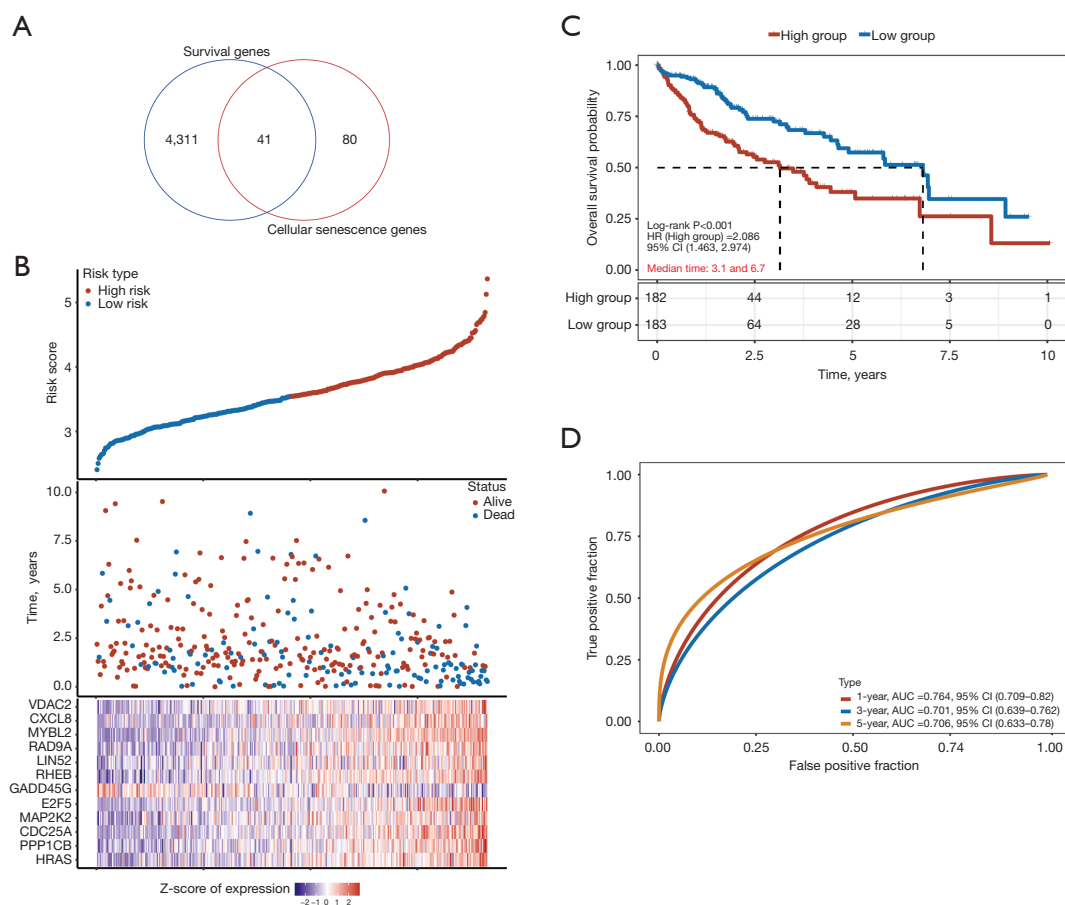 A
Survival genes
4,311
41
80
Cellular senescence genes
B
Risk type
High risk
Low risk
Risk score
5
4
3
Status
Alive
Dead
Time, years
10.0
7.5
5.0
2.5
0.0
VDAC2
CXCL8
MYBL2
RAD9A
LIN52
RHEB
GADD45G
E2F5
MAP2K2
CDC25A
PPP1CB
HRAS
Z-score of expression
−2 −1 0 1 2
C
High group Low group
Overall survival probability
1.00
0.75
0.50
0.25
0.00
Log-rank P<0.001
HR (High group) =2.086
95% CI (1.463, 2.974)
Median time: 3.1 and 6.7
High group 182 44 12 3 1
Low group 183 64 28 5 0
0 2.5 5 7.5 10
Time, years
D
True positive fraction
1.00
0.75
0.50
0.25
0.00
Type
1-year, AUC =0.764, 95% CI (0.709–0.82)
3-year, AUC =0.701, 95% CI (0.639–0.762)
5-year, AUC =0.706, 95% CI (0.633–0.78)
0.00 0.25 0.50 0.74 1.00
False positive fraction